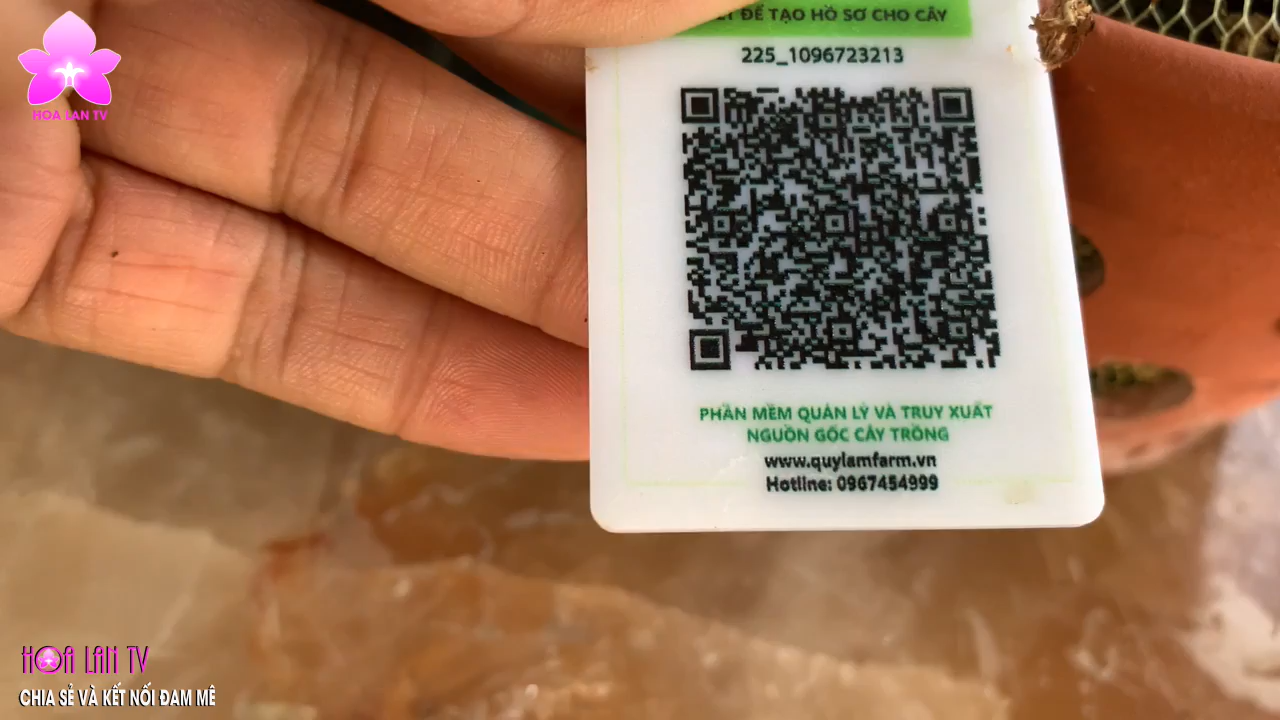 HOA LAN TV
ĐỂ TẠO HỒ SƠ CHO CÂY
225_1096723213
PHẦN MỀM QUẢN LÝ VÀ TRUY XUẤT
NGUỒN GỐC CÂY TRỒNG
www.quylamfarm.vn
Hotline: 0967454999
HOA LAN TV
CHIA SẺ VÀ KẾT NỐI ĐAM MÊ